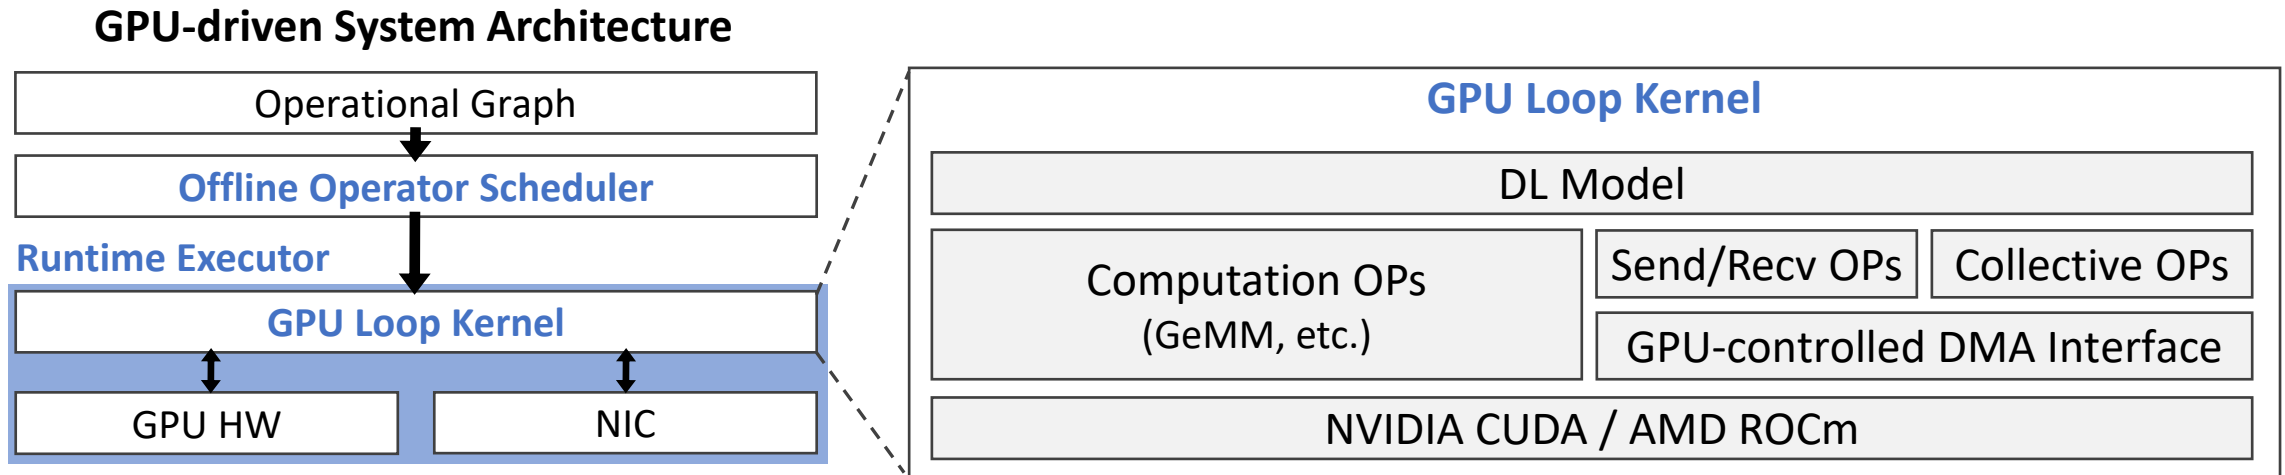 GPU-driven System Architecture
Operational Graph
Offline Operator Scheduler
Runtime Executor
GPU Loop Kernel
GPU HW
NIC
GPU Loop Kernel
DL Model
Computation OPs
(GeMM, etc.)
Send/Recv OPs
Collective OPs
GPU-controlled DMA Interface
NVIDIA CUDA / AMD ROCm